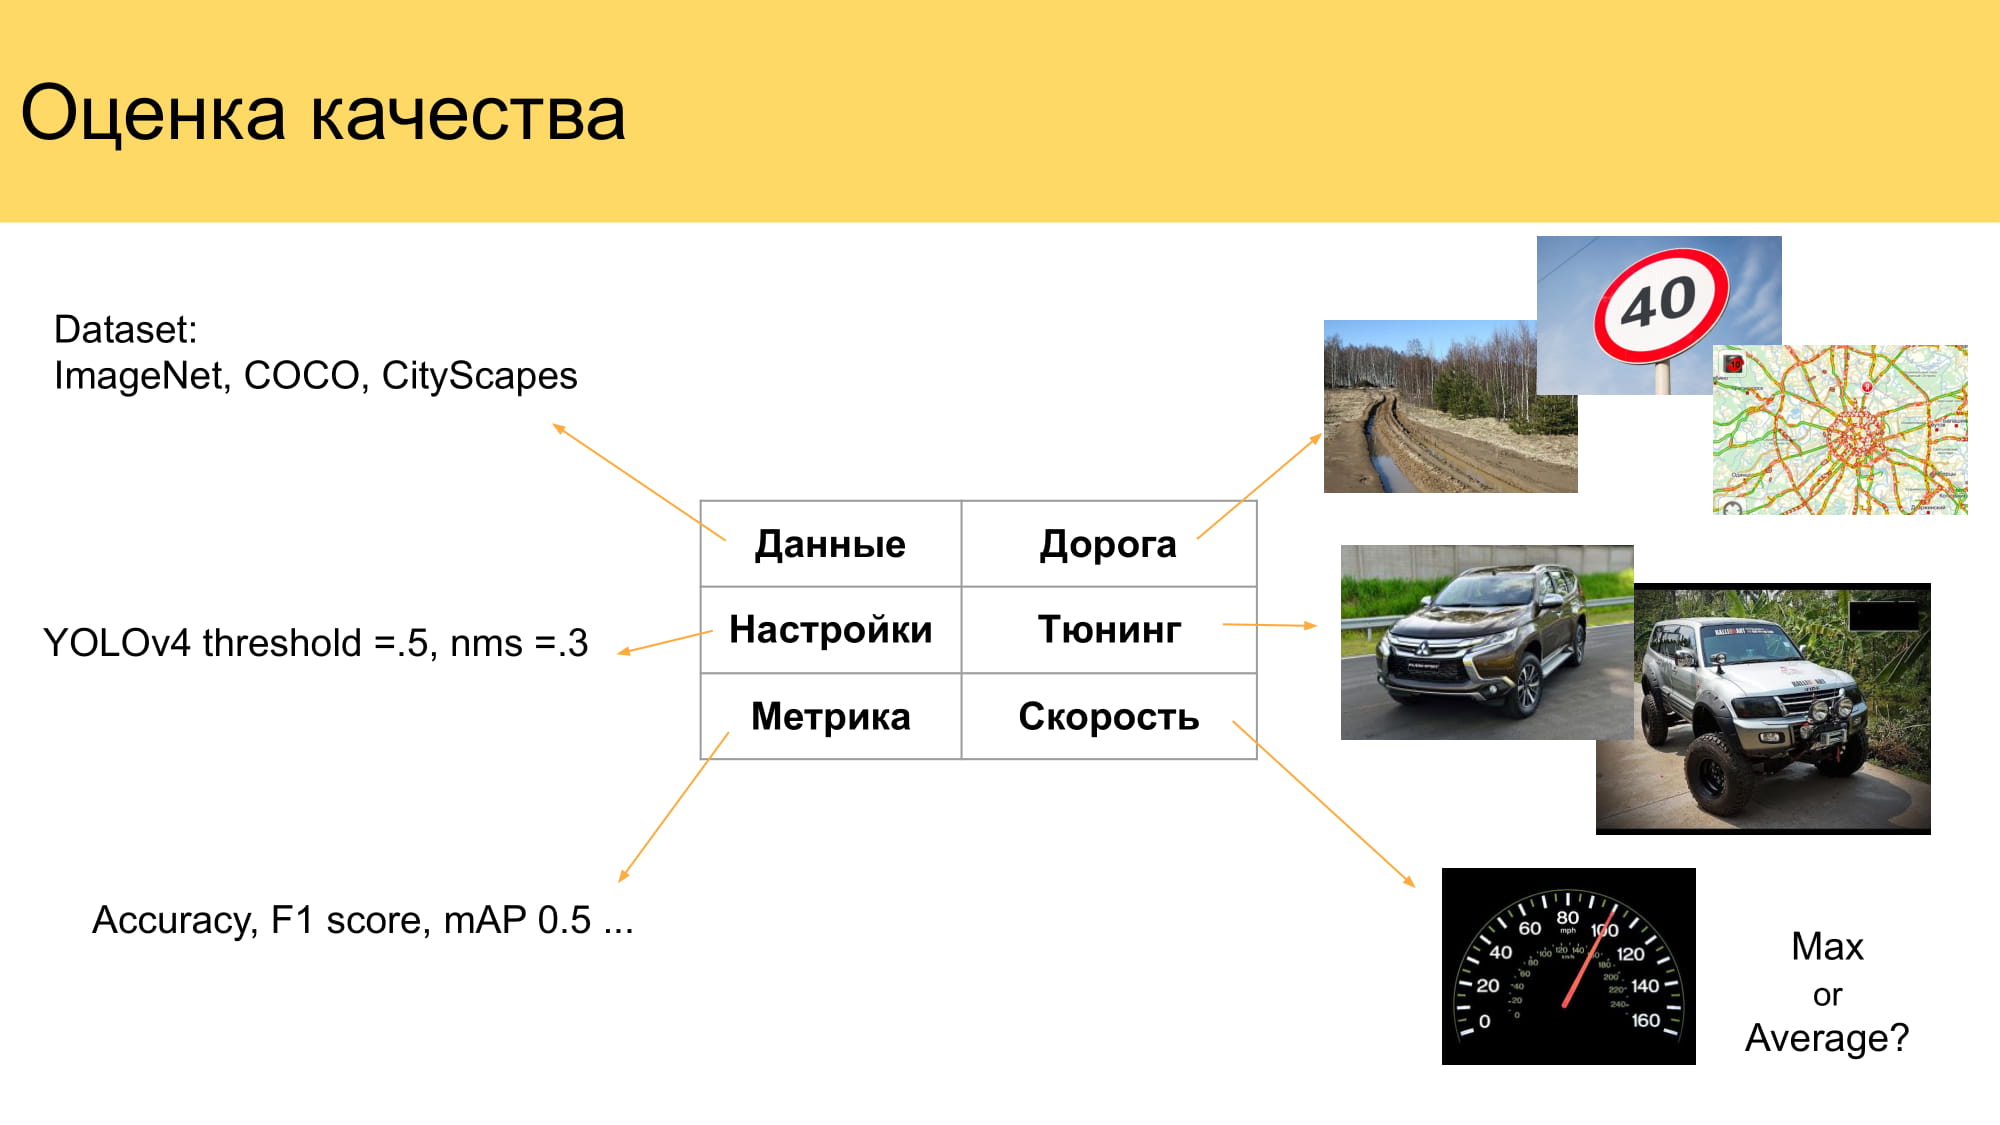 Оценка качества
Dataset:
ImageNet, COCO, CityScapes
YOLOv4 threshold =.5, nms =.3
Accuracy, F1 score, mAP 0.5 ...
Данные Дорога
Настройки Тюнинг
Метрика Скорость
40
80
mph
60 100
40 120
20 140
0 160
Max
or
Average?